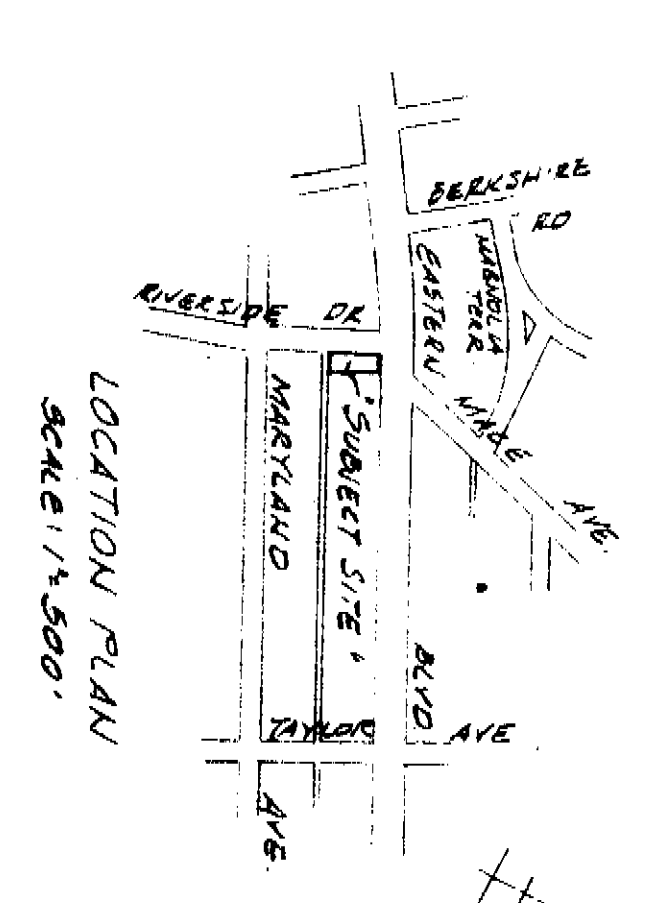 BERKSHIRE
RD
MAGNOLIA
TERR
EASTERN
BLVD.
RIVERSIDE DR
MACE AVE.
MARYLAND
AVE.
"SUBJECT SITE"
TAYLOR AVE
LOCATION PLAN
SCALE: 1"=500'